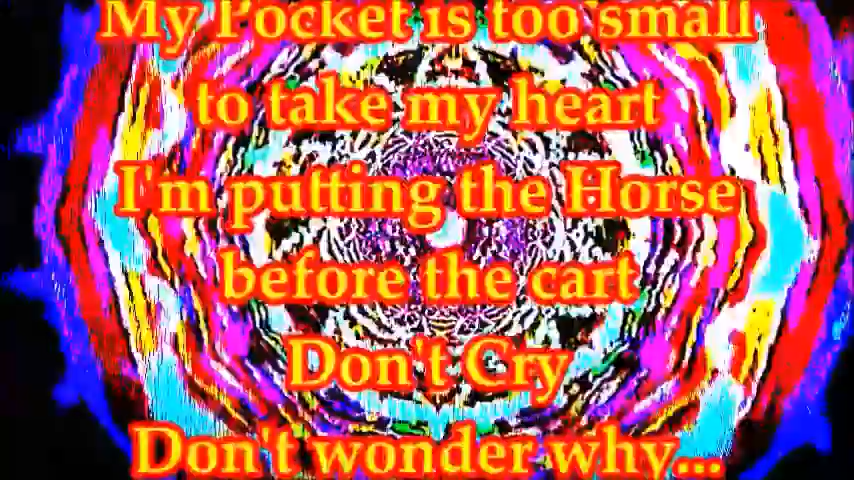 My Pocket is too small
to take my heart
I'm putting the Horse
before the cart
Don't Cry
Don't wonder why...